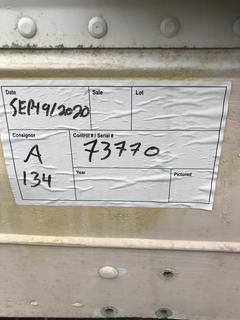 Date Sale Lot
SEP/19/2020
Consignor Control # / Serial #
A 73770
134 Year Pictured